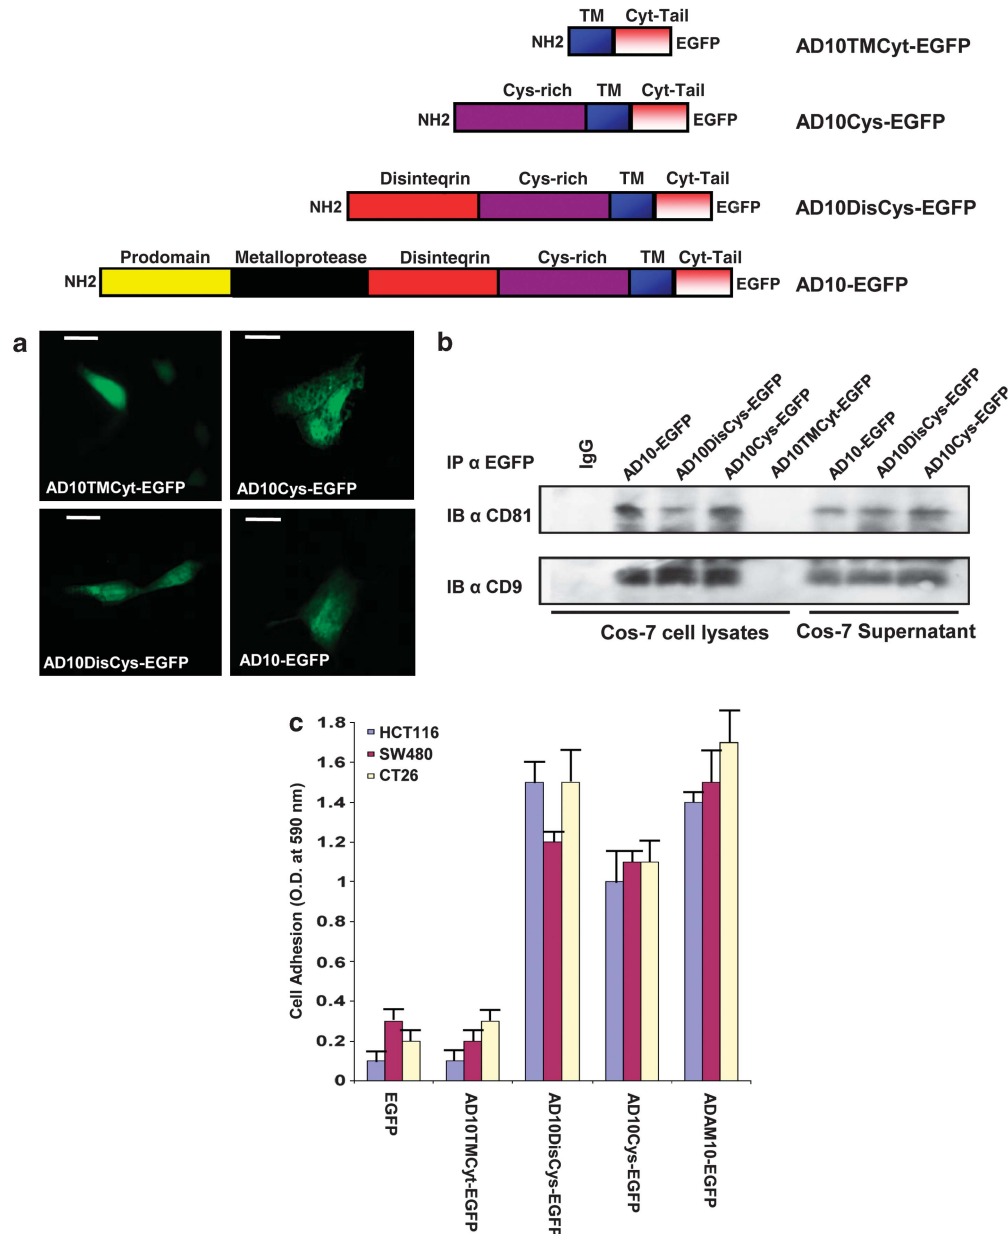 TM Cyt-Tail
NH2 EGFP AD10TMCyt-EGFP
Cys-rich TM Cyt-Tail
NH2 EGFP AD10Cys-EGFP
Disinteqrin Cys-rich TM Cyt-Tail
NH2 EGFP AD10DisCys-EGFP
Prodomain Metalloprotease Disinteqrin Cys-rich TM Cyt-Tail
NH2 EGFP AD10-EGFP
a
AD10TMCyt-EGFP
AD10Cys-EGFP
AD10DisCys-EGFP
AD10-EGFP
b
IP α EGFP
IgG
AD10-EGFP
AD10DisCys-EGFP
AD10Cys-EGFP
AD10TMCyt-EGFP
AD10-EGFP
AD10DisCys-EGFP
AD10Cys-EGFP
IB α CD81
IB α CD9
Cos-7 cell lysates
Cos-7 Supernatant
c
HCT116
SW480
CT26
Cell Adhesion (O.D. at 590 nm)
1.8
1.6
1.4
1.2
1
0.8
0.6
0.4
0.2
0
EGFP
AD10TMCyt-EGFP
AD10DisCys-EGFP
AD10Cys-EGFP
ADAM10-EGFP